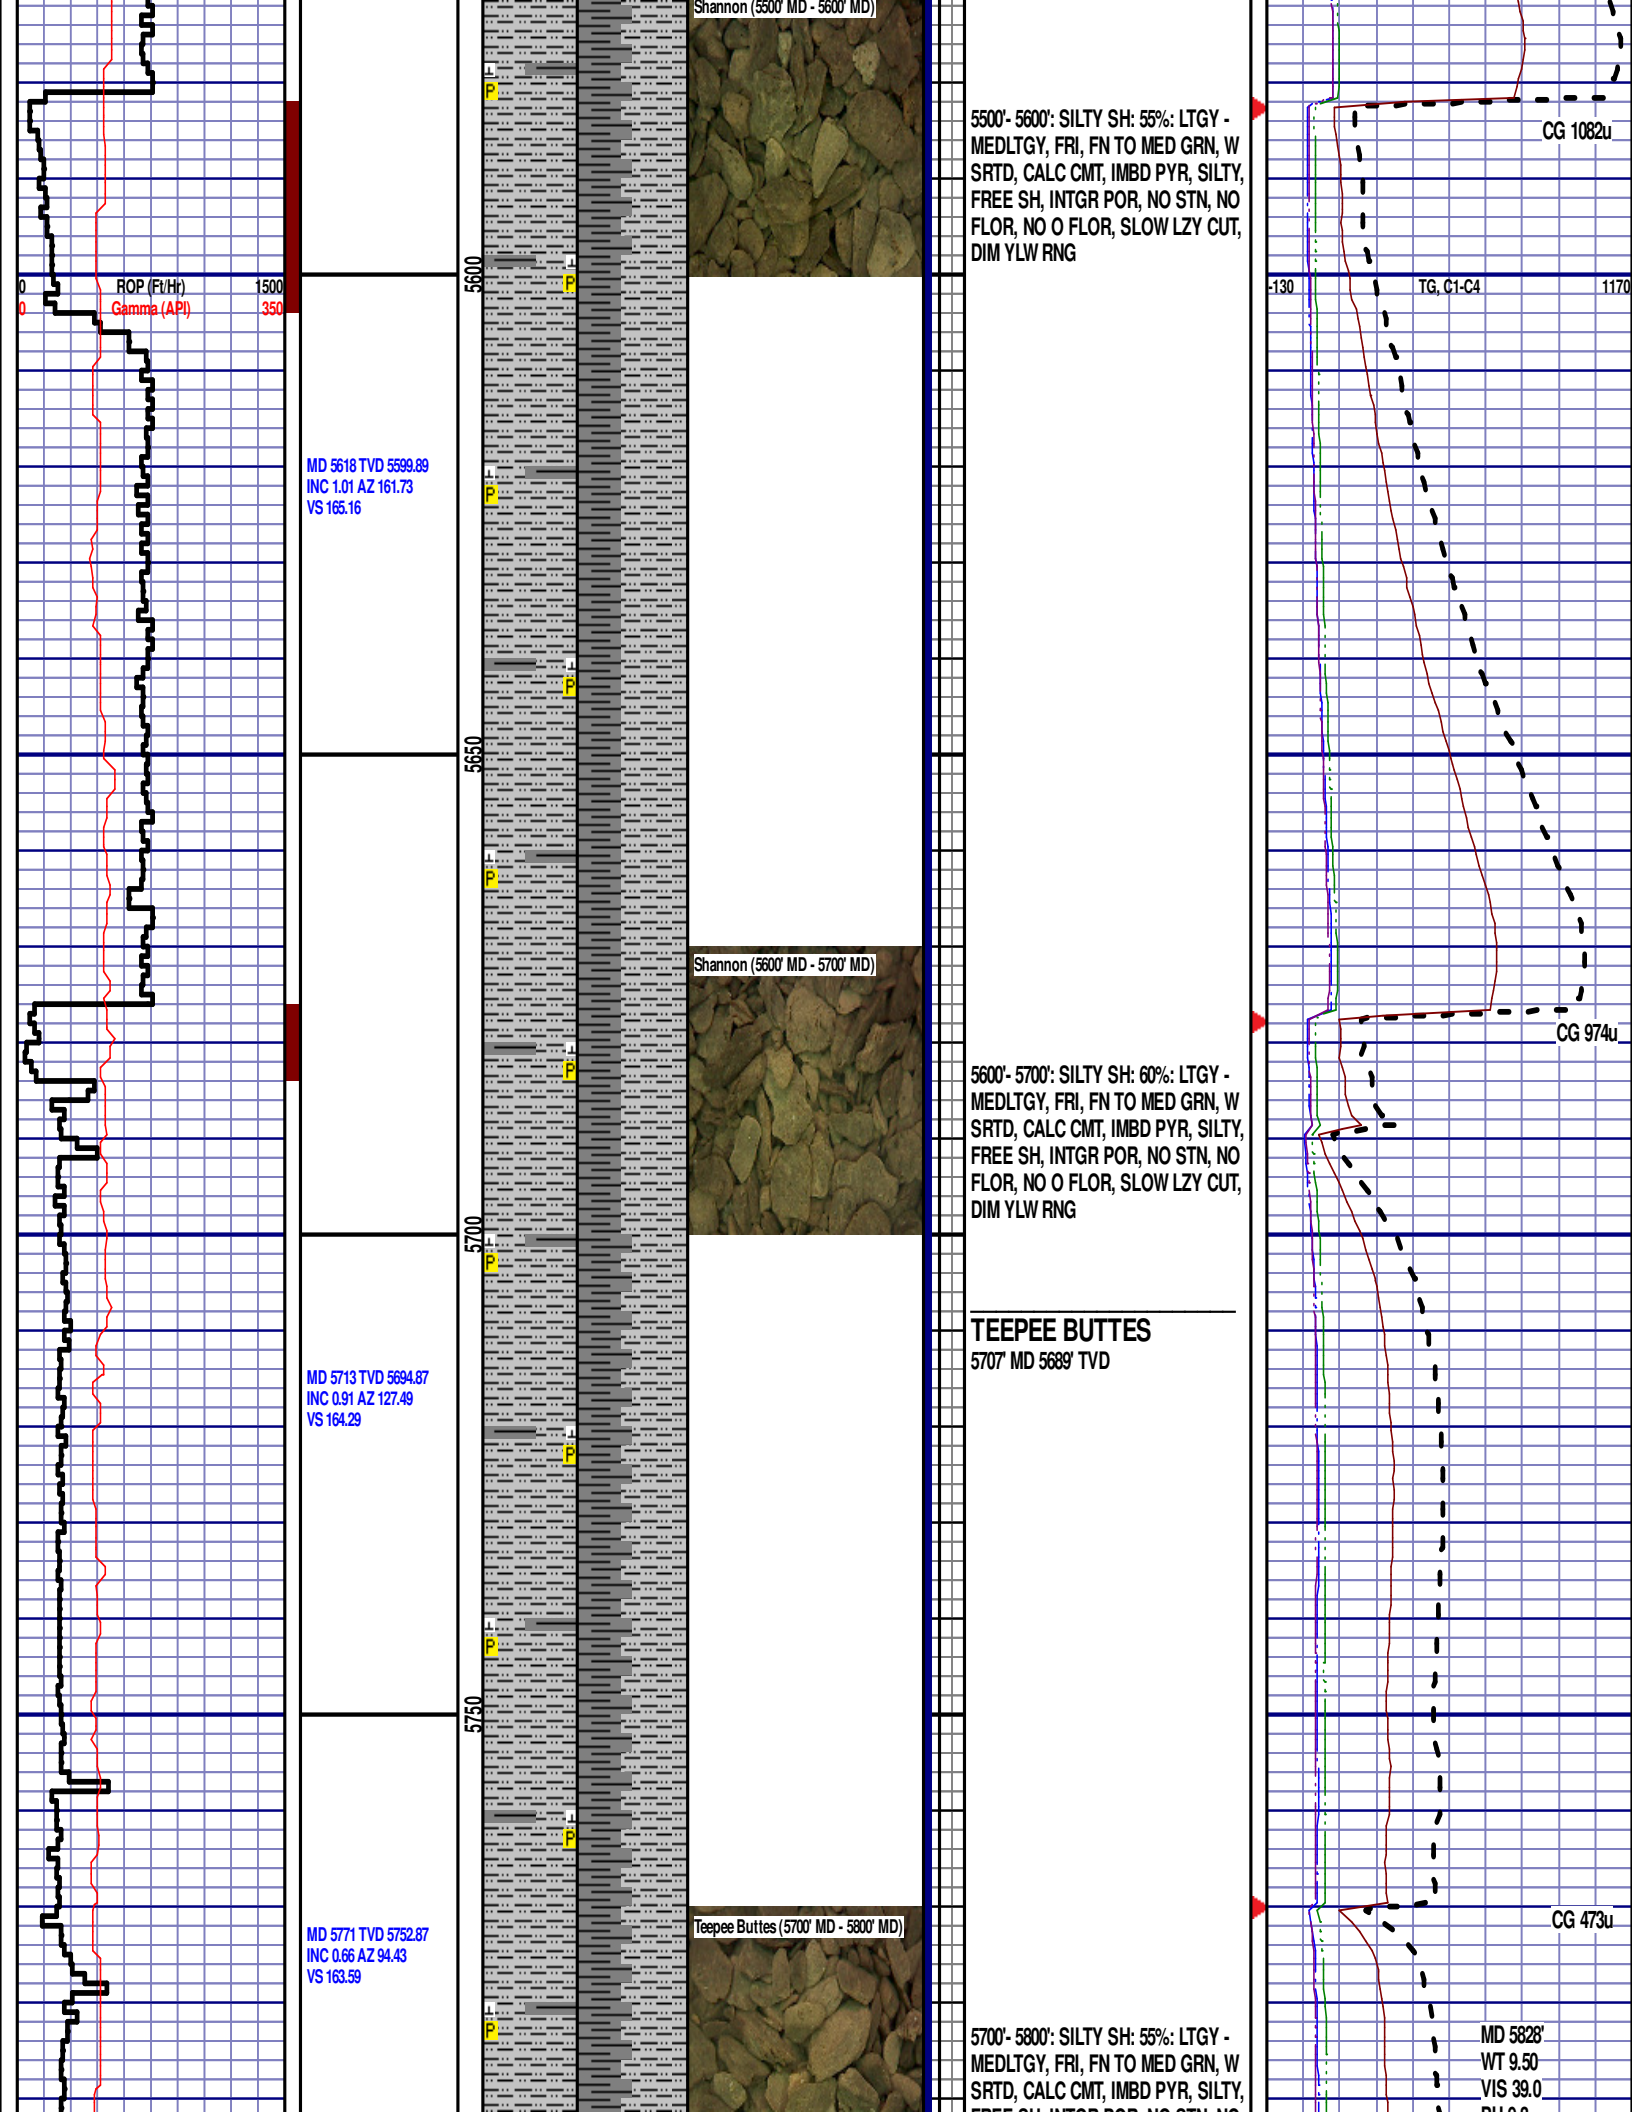 Shannon (5500' MD - 5600' MD)
P
5500'- 5600': SILTY SH: 55%: LTGY -
MEDLTGY, FRI, FN TO MED GRN, W
SRTD, CALC CMT, IMBD PYR, SILTY,
FREE SH, INTGR POR, NO STN, NO
FLOR, NO O FLOR, SLOW LZY CUT,
DIM YLW RNG
CG 1082u
5600
P
0 ROP (Ft/Hr) 1500
0 Gamma (API) 350
-130 TG, C1-C4 1170
MD 5618 TVD 5599.89
INC 1.01 AZ 161.73
VS 165.16
P
P
5650
P
Shannon (5600' MD - 5700' MD)
CG 974u
P
5600'- 5700': SILTY SH: 60%: LTGY -
MEDLTGY, FRI, FN TO MED GRN, W
SRTD, CALC CMT, IMBD PYR, SILTY,
FREE SH, INTGR POR, NO STN, NO
FLOR, NO O FLOR, SLOW LZY CUT,
DIM YLW RNG
5700
P
TEEPEE BUTTES
5707' MD 5689' TVD
MD 5713 TVD 5694.87
INC 0.91 AZ 127.49
VS 164.29
P
P
5750
P
Teepee Buttes (5700' MD - 5800' MD)
CG 473u
MD 5771 TVD 5752.87
INC 0.66 AZ 94.43
VS 163.59
P
5700'- 5800': SILTY SH: 55%: LTGY -
MEDLTGY, FRI, FN TO MED GRN, W
SRTD, CALC CMT, IMBD PYR, SILTY,
FREE SH, INTGR POR, NO STN, NO
MD 5828'
WT 9.50
VIS 39.0